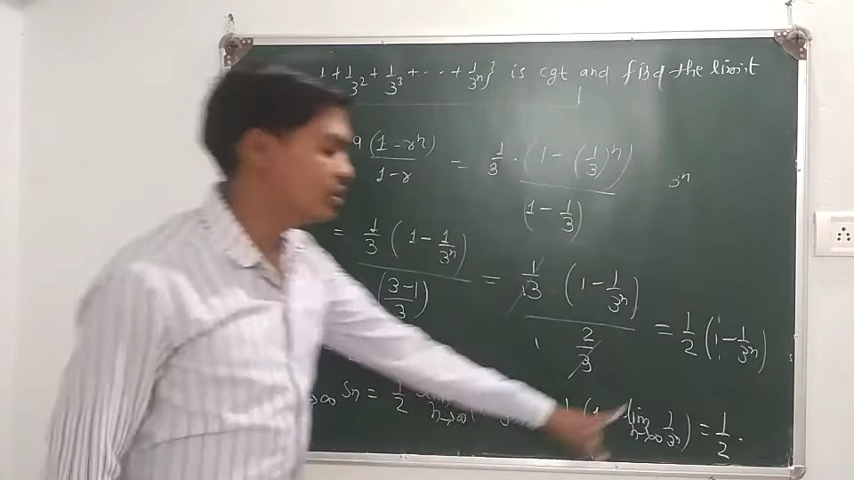 1 + 1/3² + 1/3³ + · · · + 1/3ⁿ} is cgt and find the limit
(1 - rⁿ) / (1 - r) = 1/3 · (1 - (1/3)ⁿ) / (1 - 1/3) 3ⁿ
= 1/3 (1 - 1/3ⁿ) / ((3-1)/3) = 1/3 (1 - 1/3ⁿ) / (2/3) = 1/2 (1 - 1/3ⁿ)
→∞ Sn = 1/2 n→∞ lim n→∞ 1/3ⁿ) = 1/2 .